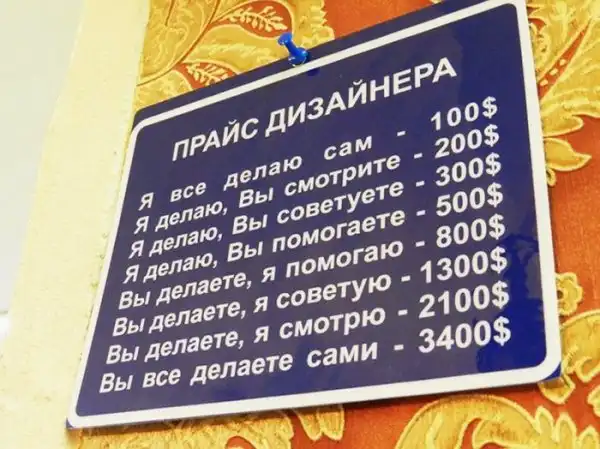 ПРАЙС ДИЗАЙНЕРА
Я все делаю сам - 100$
Я делаю, Вы смотрите - 200$
Я делаю, Вы советуете - 300$
Я делаю, Вы помогаете - 500$
Вы делаете, я помогаю - 800$
Вы делаете, я советую - 1300$
Вы делаете, я смотрю - 2100$
Вы все делаете сами - 3400$